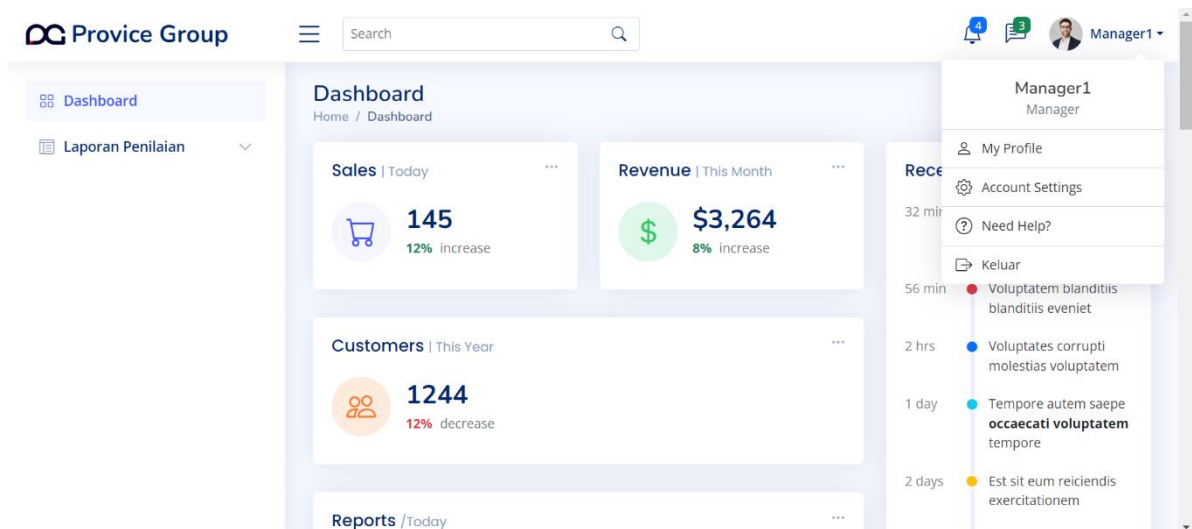 Provice Group
Search
4
3
Manager1
Manager1
Manager
My Profile
Account Settings
Need Help?
Keluar
Dashboard
Laporan Penilaian
Dashboard
Home / Dashboard
Sales | Today
145
12% increase
Revenue | This Month
$3,264
8% increase
Customers | This Year
1244
12% decrease
Reports /Today
32 min
56 min
Voluptatem blanditiis
blanditiis eveniet
2 hrs
Voluptates corrupti
molestias voluptatem
1 day
Tempore autem saepe
occaecati voluptatem
tempore
2 days
Est sit eum reiciendis
exercitationem